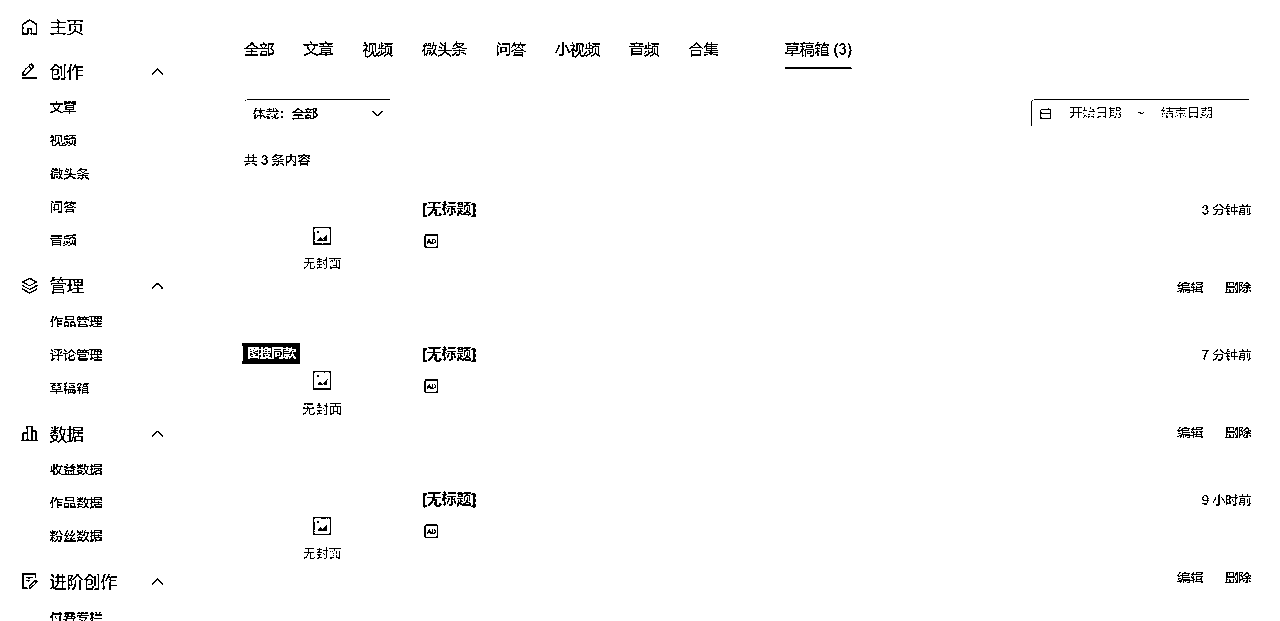 主页
创作
文章
视频
微头条
问答
音频
管理
作品管理
评论管理
草稿箱
数据
收益数据
作品数据
粉丝数据
进阶创作
付费专栏
全部 文章 视频 微头条 问答 小视频 音频 合集 草稿箱 (3)
体裁：全部
开始日期 ~ 结束日期
共 3 条内容
[无标题]
3 分钟前
AD
无封面
编辑 删除
图搜同款
[无标题]
7 分钟前
AD
无封面
编辑 删除
[无标题]
9 小时前
AD
无封面
编辑 删除